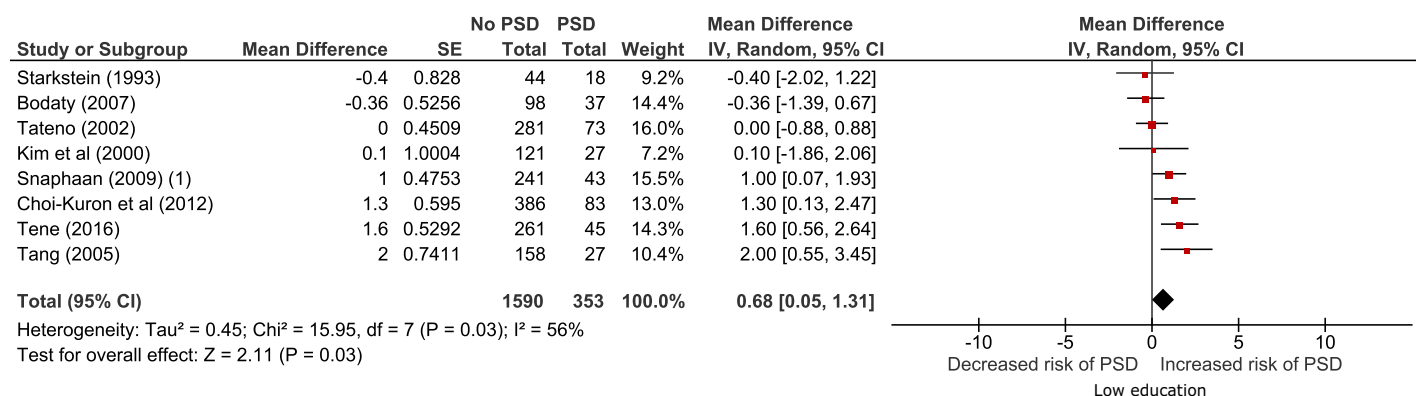 No PSD PSD Mean Difference Mean Difference
Study or Subgroup Mean Difference SE Total Total Weight IV, Random, 95% CI IV, Random, 95% CI
Starkstein (1993) -0.4 0.828 44 18 9.2% -0.40 [-2.02, 1.22]
Bodaty (2007) -0.36 0.5256 98 37 14.4% -0.36 [-1.39, 0.67]
Tateno (2002) 0 0.4509 281 73 16.0% 0.00 [-0.88, 0.88]
Kim et al (2000) 0.1 1.0004 121 27 7.2% 0.10 [-1.86, 2.06]
Snaphaan (2009) (1) 1 0.4753 241 43 15.5% 1.00 [0.07, 1.93]
Choi-Kuron et al (2012) 1.3 0.595 386 83 13.0% 1.30 [0.13, 2.47]
Tene (2016) 1.6 0.5292 261 45 14.3% 1.60 [0.56, 2.64]
Tang (2005) 2 0.7411 158 27 10.4% 2.00 [0.55, 3.45]
Total (95% CI) 1590 353 100.0% 0.68 [0.05, 1.31]
Heterogeneity: Tau² = 0.45; Chi² = 15.95, df = 7 (P = 0.03); I² = 56%
Test for overall effect: Z = 2.11 (P = 0.03)
-10 -5 0 5 10
Decreased risk of PSD Increased risk of PSD
Low education